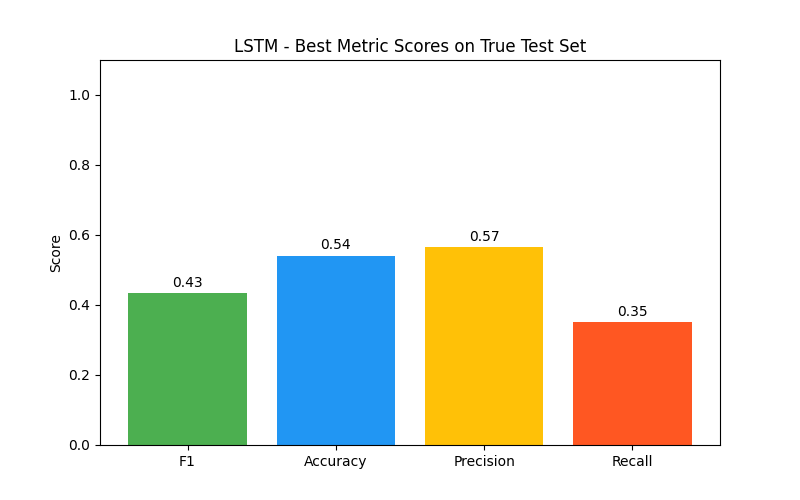 LSTM - Best Metric Scores on True Test Set
1.0
0.8
0.6
0.4
0.2
0.0
Score
0.43
0.54
0.57
0.35
F1
Accuracy
Precision
Recall